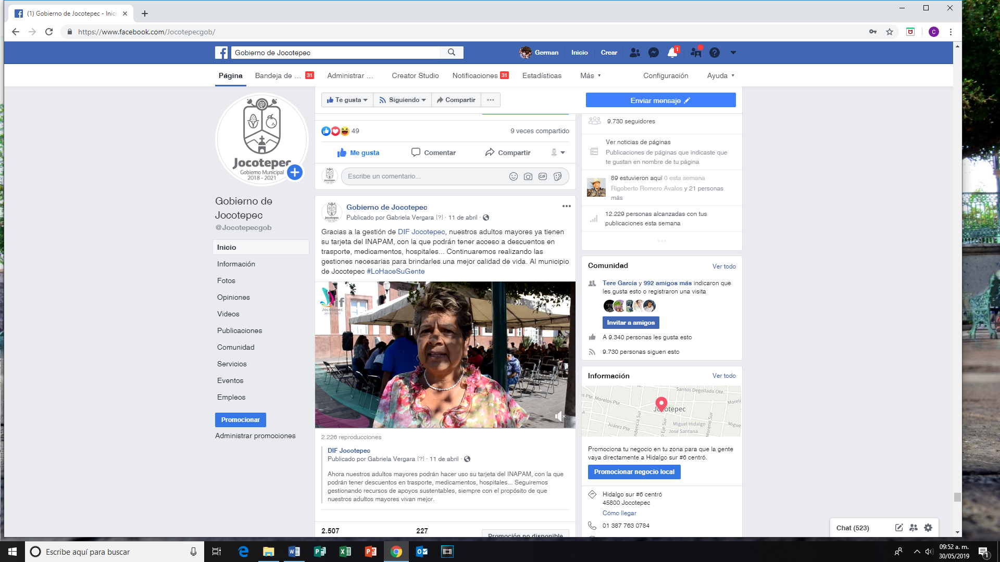 (1) Gobierno de Jocotepec - Inici
https://www.facebook.com/Jocotepecgob/
Gobierno de Jocotepec
German
Inicio
Crear
1
Página
Bandeja de ... 31
Administrar ...
Creator Studio
Notificaciones 31
Estadísticas
Más
Configuración
Ayuda
Jocotepec
Gobierno Municipal
2018 - 2021
Gobierno de
Jocotepec
@Jocotepecgob
Inicio
Información
Fotos
Opiniones
Videos
Publicaciones
Comunidad
Servicios
Eventos
Empleos
Promocionar
Administrar promociones
Te gusta
Siguiendo
Compartir
...
Enviar mensaje
49
9 veces compartido
Me gusta
Comentar
Compartir
Escribe un comentario...
GIF
Gobierno de Jocotepec
Publicado por Gabriela Vergara [?] · 11 de abril ·
Gracias a la gestión de DIF Jocotepec, nuestros adultos mayores ya tienen
su tarjeta del INAPAM, con la que podrán tener acceso a descuentos en
trasporte, medicamentos, hospitales... Continuaremos realizando las
gestiones necesarias para brindarles una mejor calidad de vida. Al municipio
de Jocotepec #LoHaceSuGente
dif
Jocotepec
2018 - 2021
2.226 reproducciones
DIF Jocotepec
Publicado por Gabriela Vergara [?] · 11 de abril ·
Ahora nuestros adultos mayores podrán hacer uso su tarjeta del INAPAM, con la que
podrán tener descuentos en trasporte, medicamentos, hospitales... Seguiremos
gestionando recursos de apoyos sustentables, siempre con el propósito de que
nuestros adultos mayores vivan mejor.
2.507
227
Promoción no disponible
9.730 seguidores
Ver noticias de páginas
Publicaciones de páginas que indicaste que
te gustan en nombre de tu página
89 estuvieron aquí 0 esta semana
Rigoberto Romero Avalos y 21 personas
más
12.229 personas alcanzadas con tus
publicaciones esta semana
...
Comunidad
Ver todo
Tere Garcia y 992 amigos más indicaron que
les gusta esto o registraron una visita
Invitar a amigos
A 9.340 personas les gusta esto
9.730 personas siguen esto
Información
Ver todo
Santos Degollado Ote.
s Pte. Morelos Pte.
Morelo
Jocotepec
Juárez Pte.
ndencia Sur
o Eje Sur
Miguel Hidalgo
Jose Santana
Moreno Sur
Migue
Promociona tu negocio en tu zona para que la gente
vaya directamente a Hidalgo sur #6 centró.
Promocionar negocio local
Hidalgo sur #6 centró
45800 Jocotepec
Cómo llegar
01 387 763 0784
Chat (523)
Escribe aquí para buscar
09:52 a. m.
30/05/2019
1